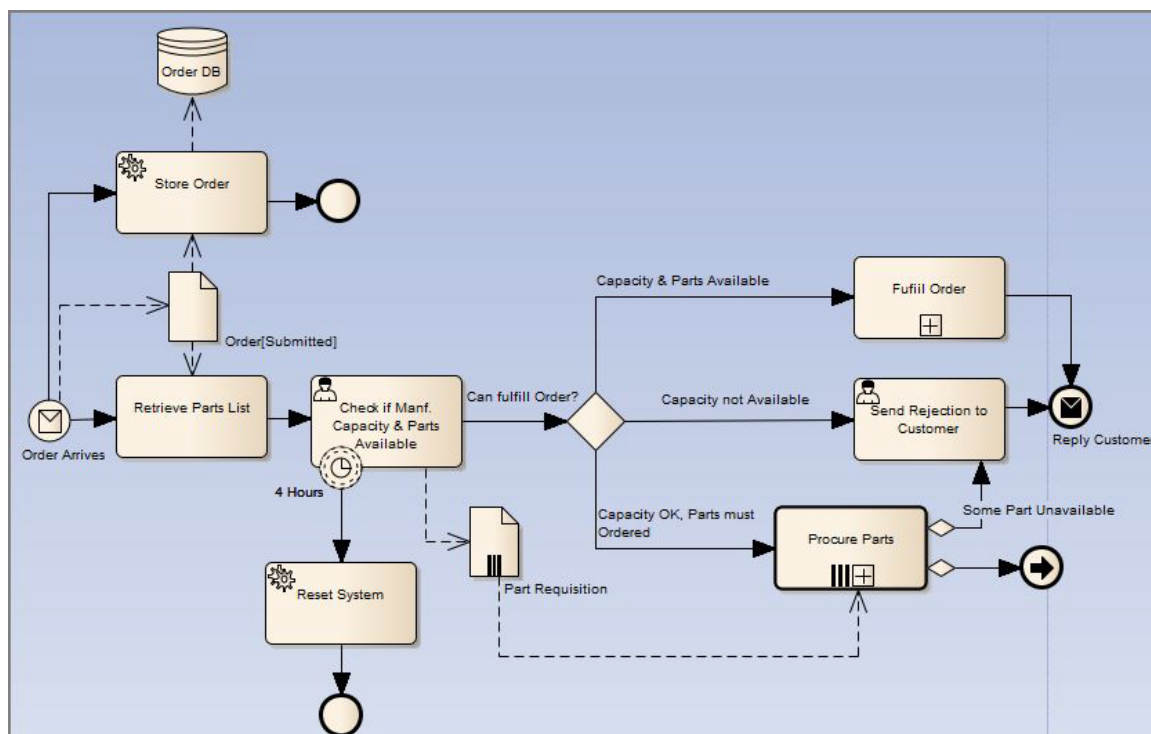 Order DB
Store Order
Order[Submitted]
Order Arrives
Retrieve Parts List
Check if Manf.
Capacity & Parts
Available
4 Hours
Can fulfill Order?
Capacity & Parts Available
Fufiill Order
Capacity not Available
Send Rejection to
Customer
Reply Customer
Capacity OK, Parts must
Ordered
Procure Parts
Some Part Unavailable
Part Requisition
Reset System